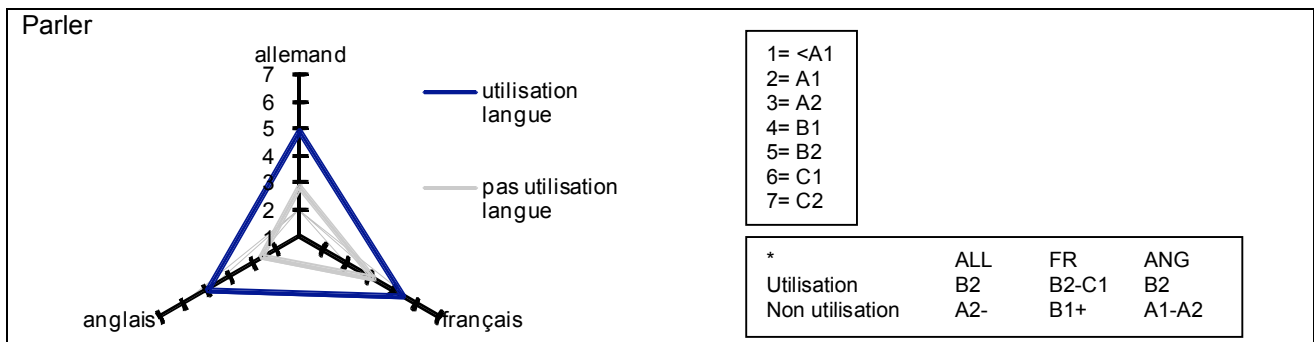 Parler
allemand
7
6
5
4
3
2
1
anglais
français
utilisation
langue
pas utilisation
langue
1= <A1
2= A1
3= A2
4= B1
5= B2
6= C1
7= C2
* ALL FR ANG
Utilisation B2 B2-C1 B2
Non utilisation A2- B1+ A1-A2